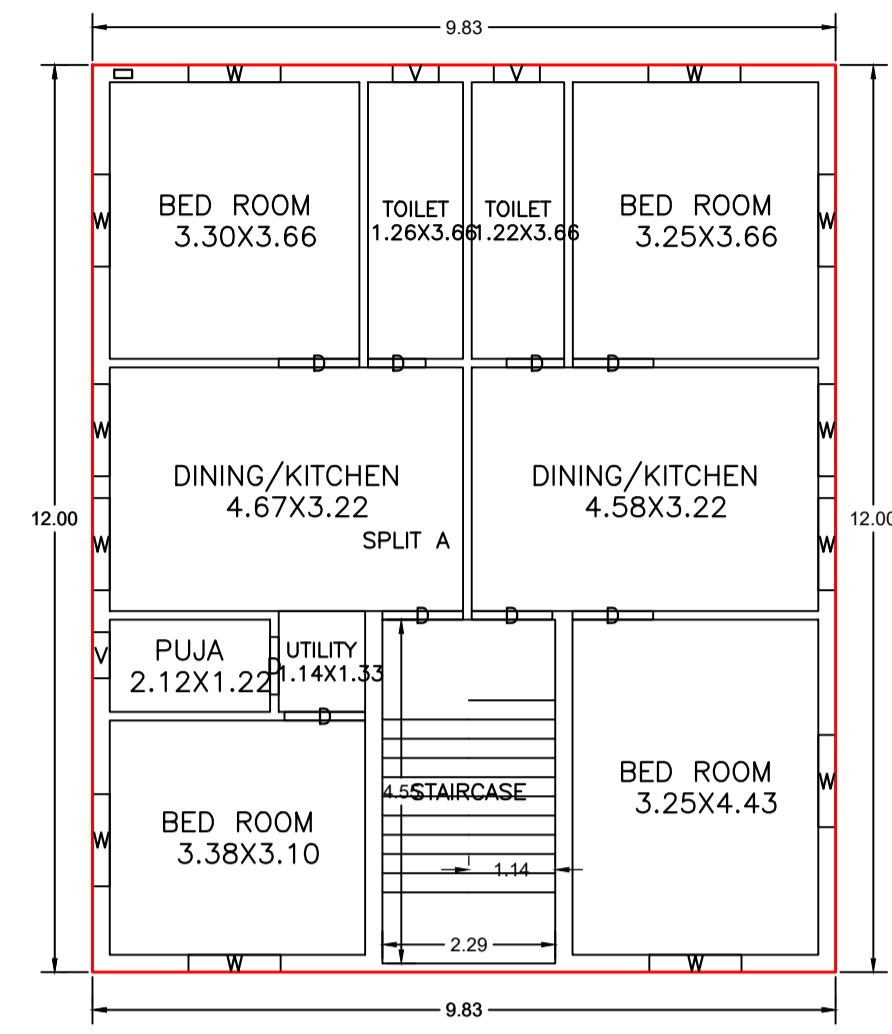 9.83
W V V W
BED ROOM
3.30X3.66
TOILET
1.26X3.66
TOILET
1.22X3.66
BED ROOM
3.25X3.66
W
W
D D D D
W
W
DINING/KITCHEN
4.67X3.22
DINING/KITCHEN
4.58X3.22
SPLIT A
12.00
12.00
W
W
D D D
V
PUJA
2.12X1.22
D
UTILITY
1.14X1.33
D
BED ROOM
3.25X4.43
W
4.55
STAIRCASE
BED ROOM
3.38X3.10
W
1.14
2.29
W W
9.83